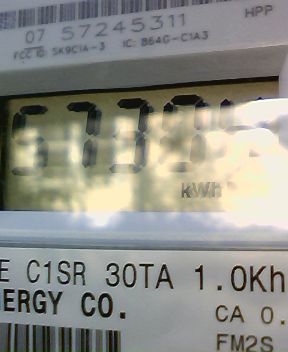 HPP
07 57245311
FCC ID: SK9C1A-3 IC: 864G-C1A3
kWh
E C1SR 30TA 1.0Kh
NERGY CO.
CA 0.
FM2S